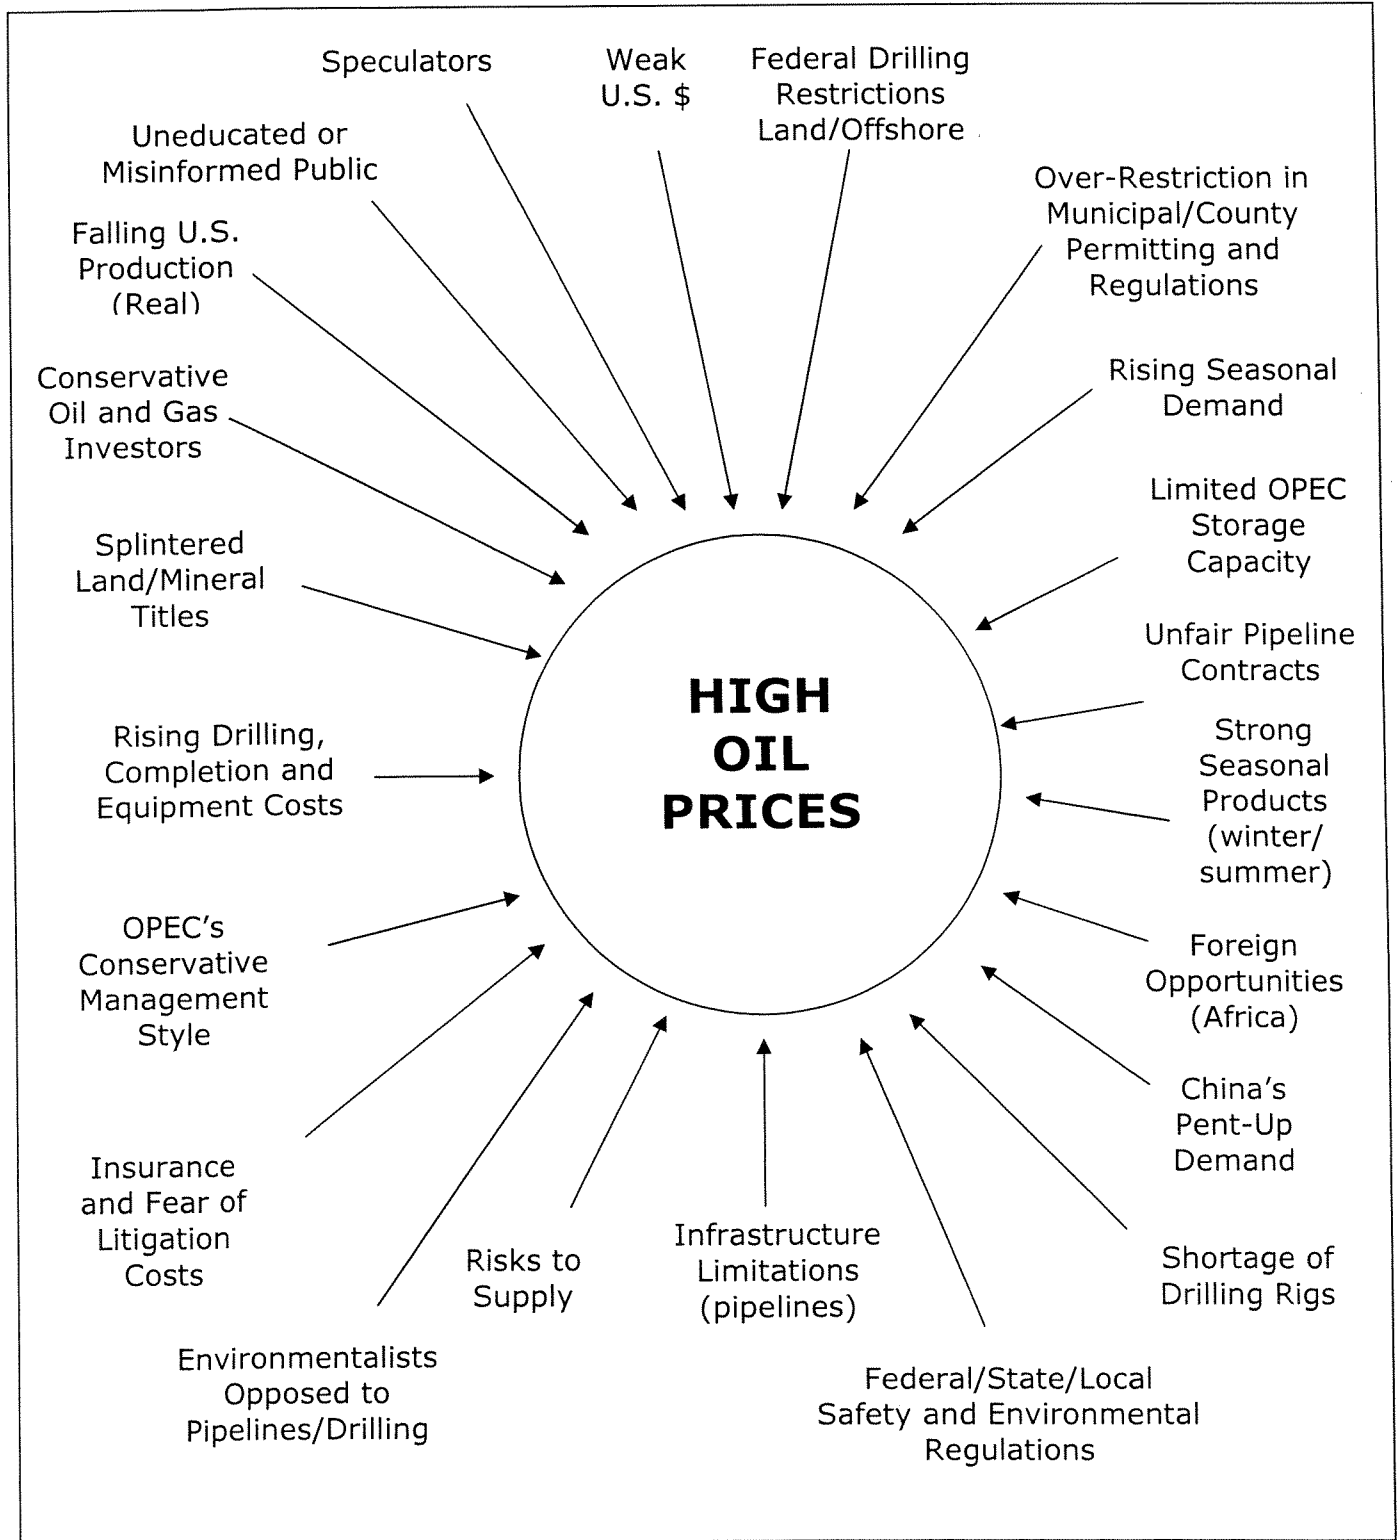 Speculators
Weak
U.S. $
Federal Drilling
Restrictions
Land/Offshore
Uneducated or
Misinformed Public
Over-Restriction in
Municipal/County
Permitting and
Regulations
Falling U.S.
Production
(Real)
Conservative
Oil and Gas
Investors
Rising Seasonal
Demand
Limited OPEC
Storage
Capacity
Splintered
Land/Mineral
Titles
Unfair Pipeline
Contracts
HIGH
OIL
PRICES
Rising Drilling,
Completion and
Equipment Costs
Strong
Seasonal
Products
(winter/
summer)
OPEC’s
Conservative
Management
Style
Foreign
Opportunities
(Africa)
China’s
Pent-Up
Demand
Insurance
and Fear of
Litigation
Costs
Risks to
Supply
Infrastructure
Limitations
(pipelines)
Shortage of
Drilling Rigs
Environmentalists
Opposed to
Pipelines/Drilling
Federal/State/Local
Safety and Environmental
Regulations